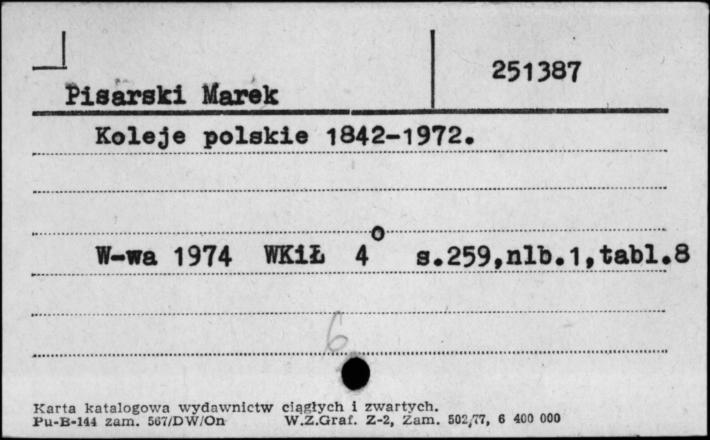 251387
Pisarski Marek
Koleje polskie 1842-1972.
W-wa 1974 WKiŁ 4° s.259,nlb.1,tabl.8
6
Karta katalogowa wydawnictw ciągłych i zwartych.
Pu-B-144 zam. 567/DW/On W.Z.Graf. Z-2, Zam. 502/77, 6 400 000